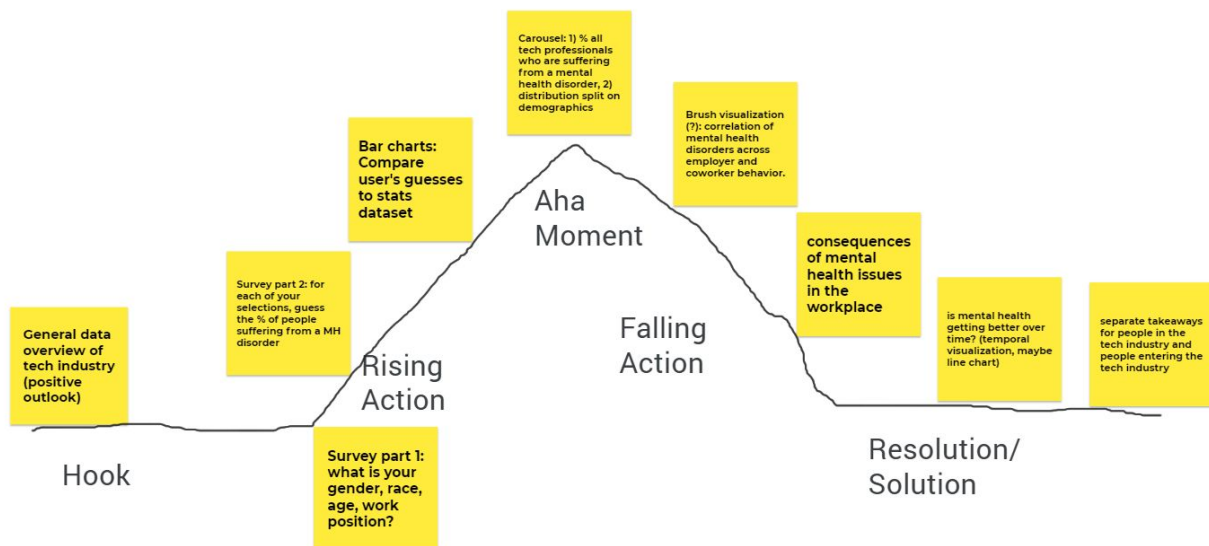 General data
overview of
tech industry
(positive
outlook)
Hook
Survey part 1:
what is your
gender, race,
age, work
position?
Survey part 2: for
each of your
selections, guess
the % of people
suffering from a MH
disorder
Rising
Action
Bar charts:
Compare
user's guesses
to stats
dataset
Carousel: 1) % all
tech professionals
who are suffering
from a mental
health disorder, 2)
distribution split on
demographics
Aha
Moment
Brush visualization
(?): correlation of
mental health
disorders across
employer and
coworker behavior.
Falling
Action
consequences
of mental
health issues
in the
workplace
is mental health
getting better over
time? (temporal
visualization, maybe
line chart)
separate takeaways
for people in the
tech industry and
people entering the
tech industry
Resolution/
Solution